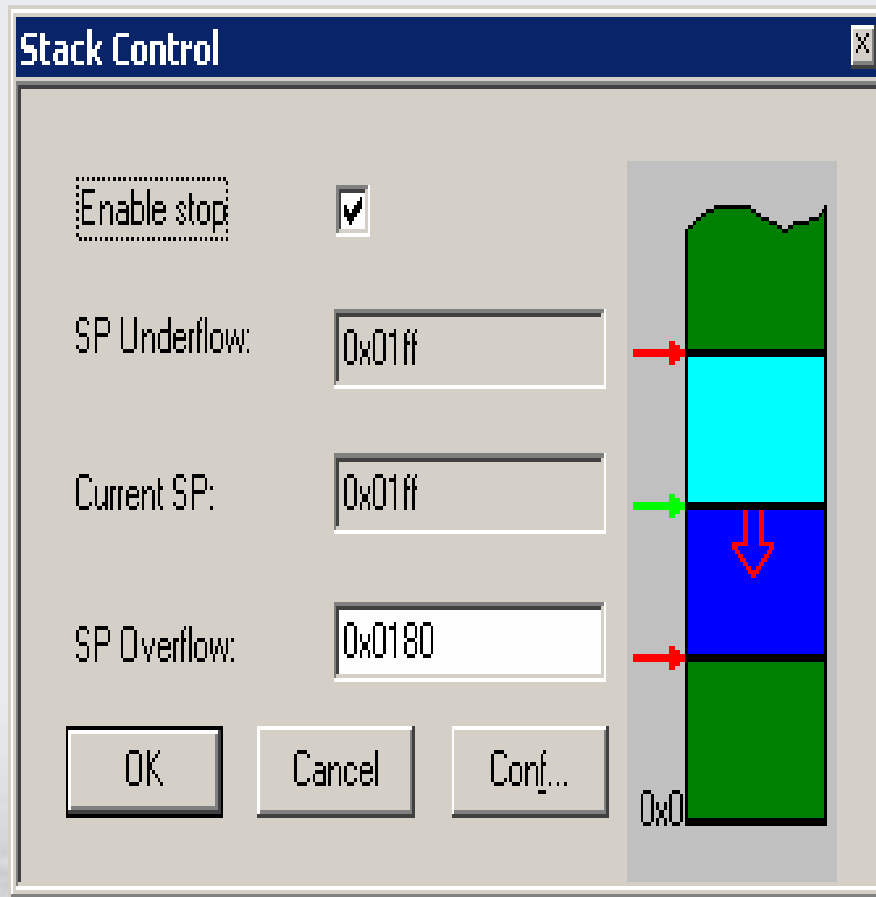 Stack Control
Enable stop
SP Underflow: 0x01ff
Current SP: 0x01ff
SP Overflow: 0x0180
OK Cancel Conf...
0x0